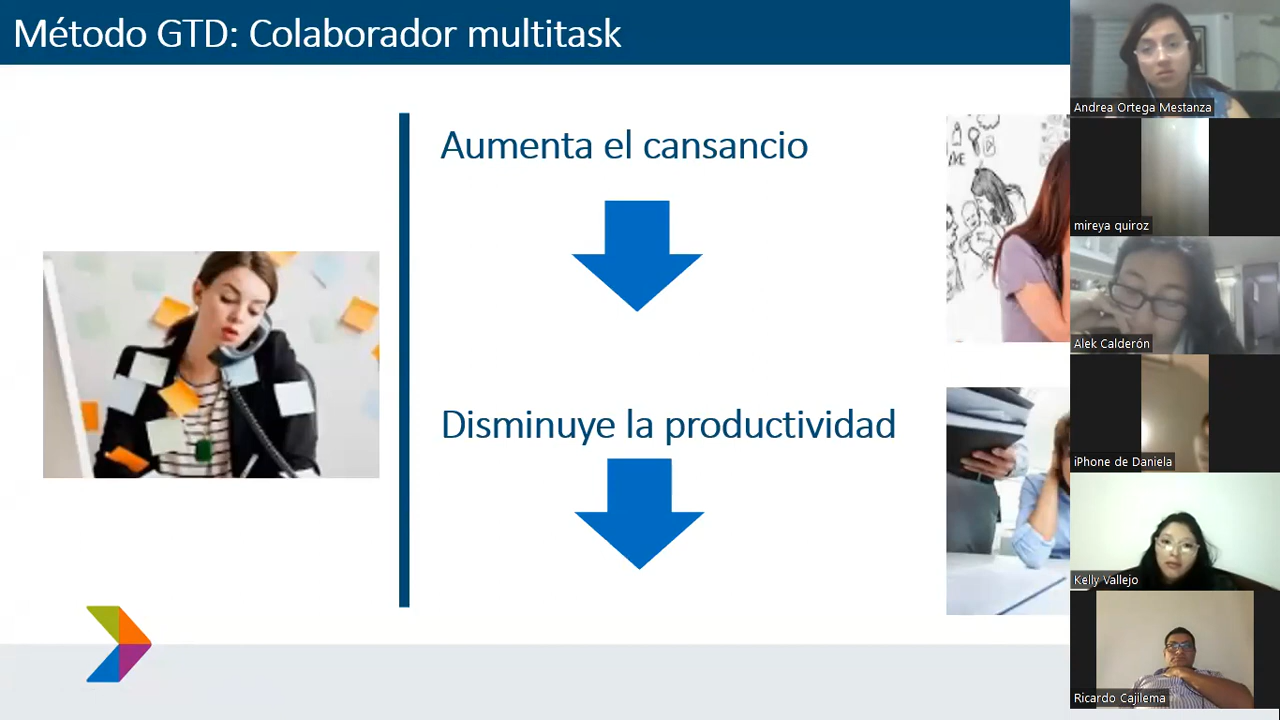 Método GTD: Colaborador multitask
Aumenta el cansancio
Disminuye la productividad
Andrea Ortega Mestanza
mireya quiroz
Alek Calderón
iPhone de Daniela
Kelly Vallejo
Ricardo Cajilema